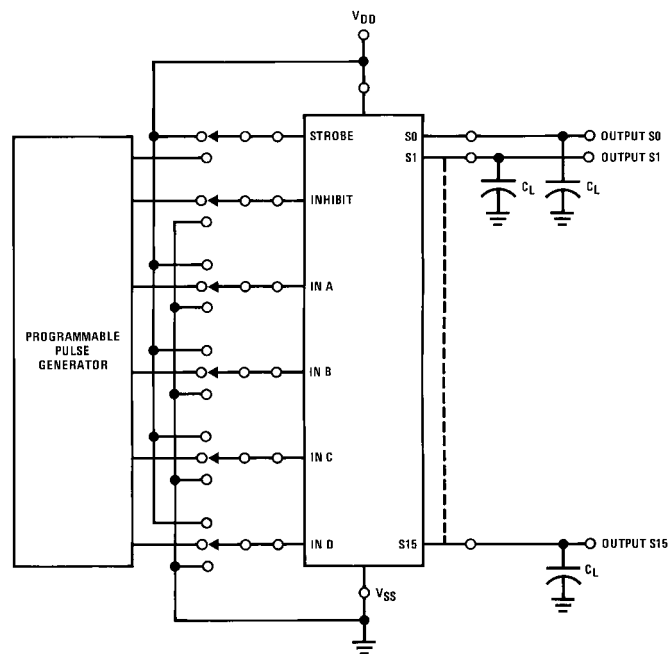 VDD
STROBE
S0
OUTPUT S0
S1
OUTPUT S1
CL
CL
INHIBIT
IN A
PROGRAMMABLE
PULSE
GENERATOR
IN B
IN C
IN D
S15
OUTPUT S15
CL
VSS